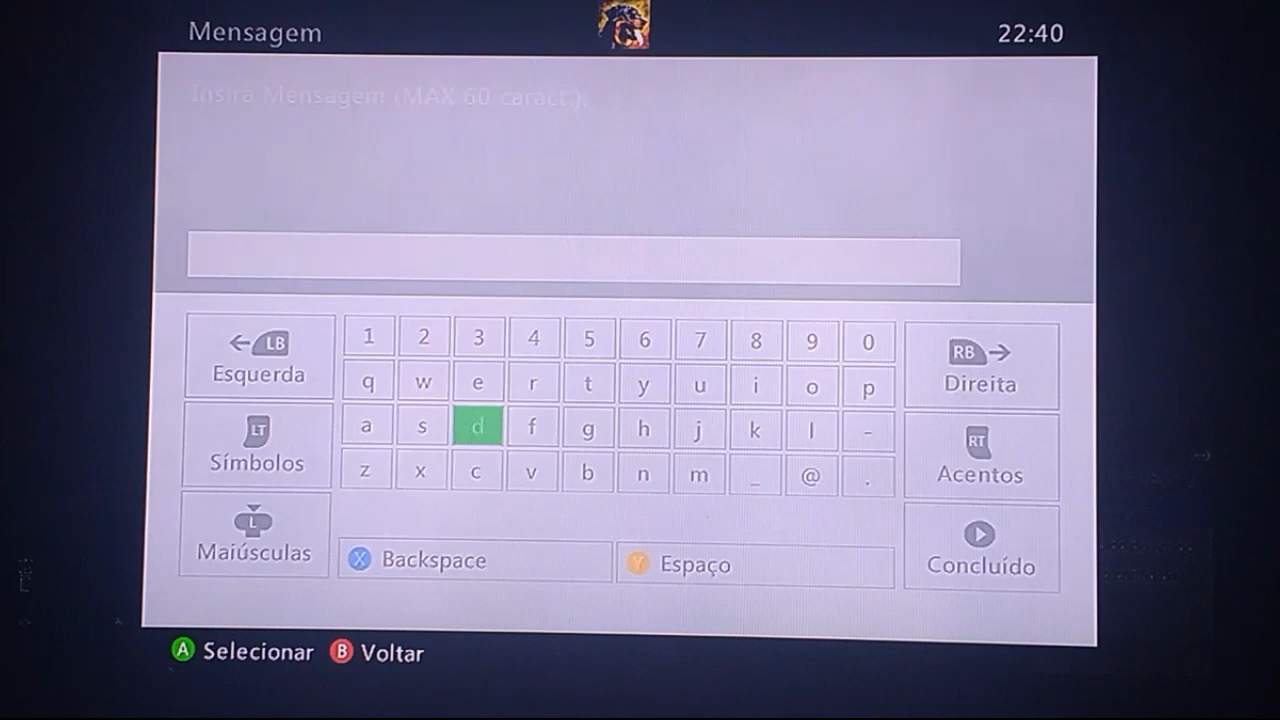 Mensagem
22:40
Insira Mensagem (MAX 60 caract.):
LB
Esquerda
LT
Símbolos
L
Maiúsculas
1 2 3 4 5 6 7 8 9 0
q w e r t y u i o p
a s d f g h j k l -
z x c v b n m _ @ .
X Backspace
Y Espaço
RB
Direita
RT
Acentos
Concluído
A Selecionar B Voltar